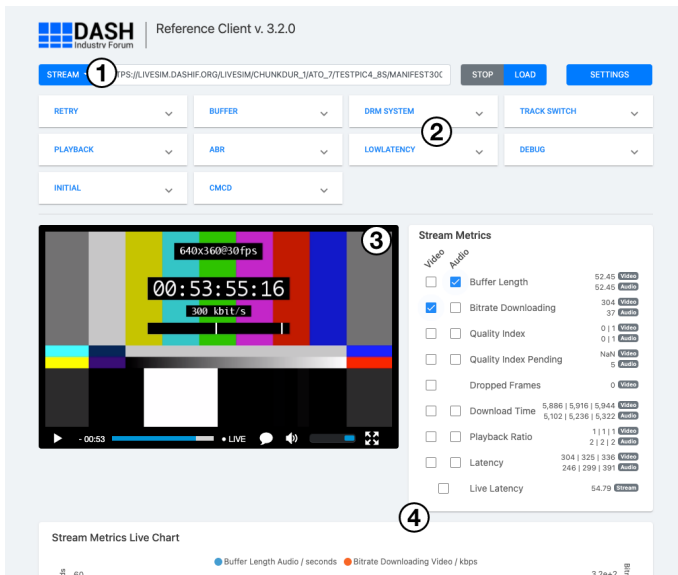 DASH
Industry Forum
Reference Client v. 3.2.0
STREAM
1
TPS://LIVESIM.DASHIF.ORG/LIVESIM/CHUNKDUR_1/ATO_7/TESTPIC4_8S/MANIFEST300
STOP
LOAD
SETTINGS
RETRY
BUFFER
DRM SYSTEM
TRACK SWITCH
2
PLAYBACK
ABR
LOWLATENCY
DEBUG
INITIAL
CMCD
640x360@30fps
3
00:53:55:16
300 kbit/s
- 00:53
• LIVE
Stream Metrics
Video Audio
Buffer Length 52.45 Video
52.45 Audio
Bitrate Downloading 304 Video
37 Audio
Quality Index 0 | 1 Video
0 | 1 Audio
Quality Index Pending NaN Video
5 Audio
Dropped Frames 0 Video
Download Time 5,886 | 5,916 | 5,944 Video
5,102 | 5,236 | 5,322 Audio
Playback Ratio 1 | 1 | 1 Video
2 | 2 | 2 Audio
Latency 304 | 325 | 336 Video
246 | 299 | 391 Audio
Live Latency 54.79 Stream
4
Stream Metrics Live Chart
Buffer Length Audio / seconds Bitrate Downloading Video / kbps
60
3.2e+2